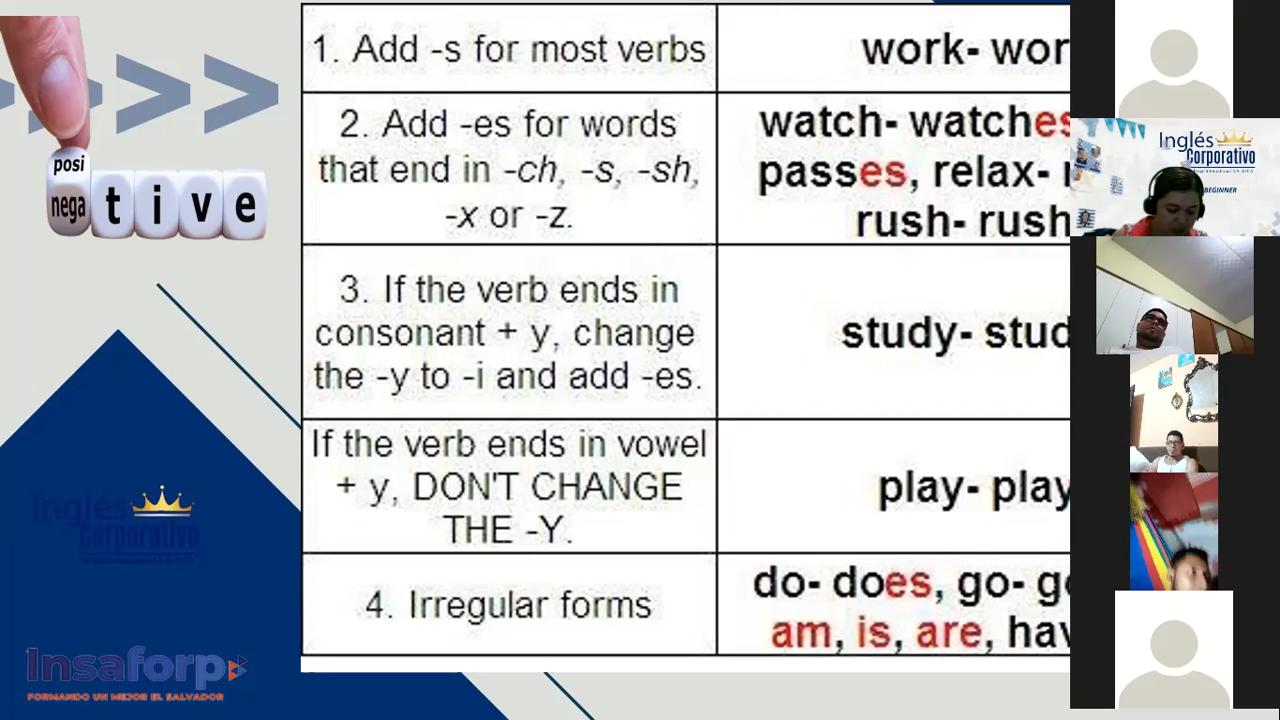 posi
nega t i v e
1. Add -s for most verbs
work- wor
2. Add -es for words
that end in -ch, -s, -sh,
-x or -z.
watch- watches
passes, relax-
rush- rush
3. If the verb ends in
consonant + y, change
the -y to -i and add -es.
study- stud
If the verb ends in vowel
+ y, DON'T CHANGE
THE -Y.
play- play
4. Irregular forms
do- does, go- go
am, is, are, hav
Inglés
Corporativo
Insaforp
FORMANDO UN MEJOR EL SALVADOR
Inglés
Corporativo
BEGINNER